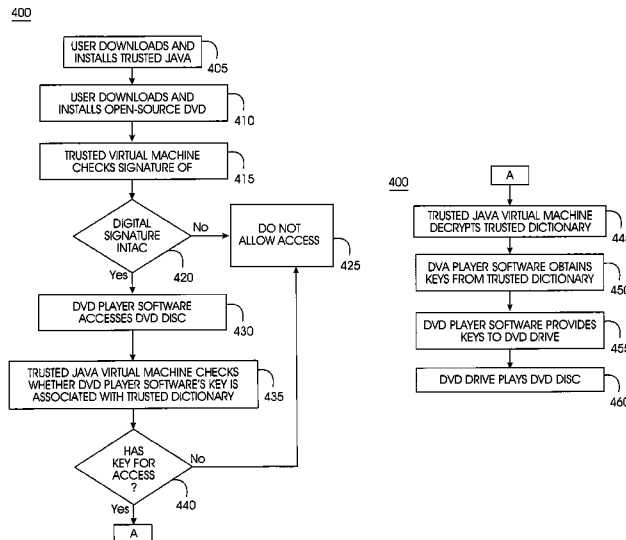 400
USER DOWNLOADS AND
INSTALLS TRUSTED JAVA
405
USER DOWNLOADS AND
INSTALLS OPEN-SOURCE DVD
410
TRUSTED VIRTUAL MACHINE
CHECKS SIGNATURE OF
415
DIGITAL
SIGNATURE
INTAC
420
No
Yes
DO NOT
ALLOW ACCESS
425
DVD PLAYER SOFTWARE
ACCESSES DVD DISC
430
TRUSTED JAVA VIRTUAL MACHINE CHECKS
WHETHER DVD PLAYER SOFTWARE'S KEY IS
ASSOCIATED WITH TRUSTED DICTIONARY
435
HAS
KEY FOR
ACCESS
?
440
No
Yes
A
400
A
TRUSTED JAVA VIRTUAL MACHINE
DECRYPTS TRUSTED DICTIONARY
DVA PLAYER SOFTWARE OBTAINS
KEYS FROM TRUSTED DICTIONARY
450
DVD PLAYER SOFTWARE PROVIDES
KEYS TO DVD DRIVE
455
DVD DRIVE PLAYS DVD DISC
460